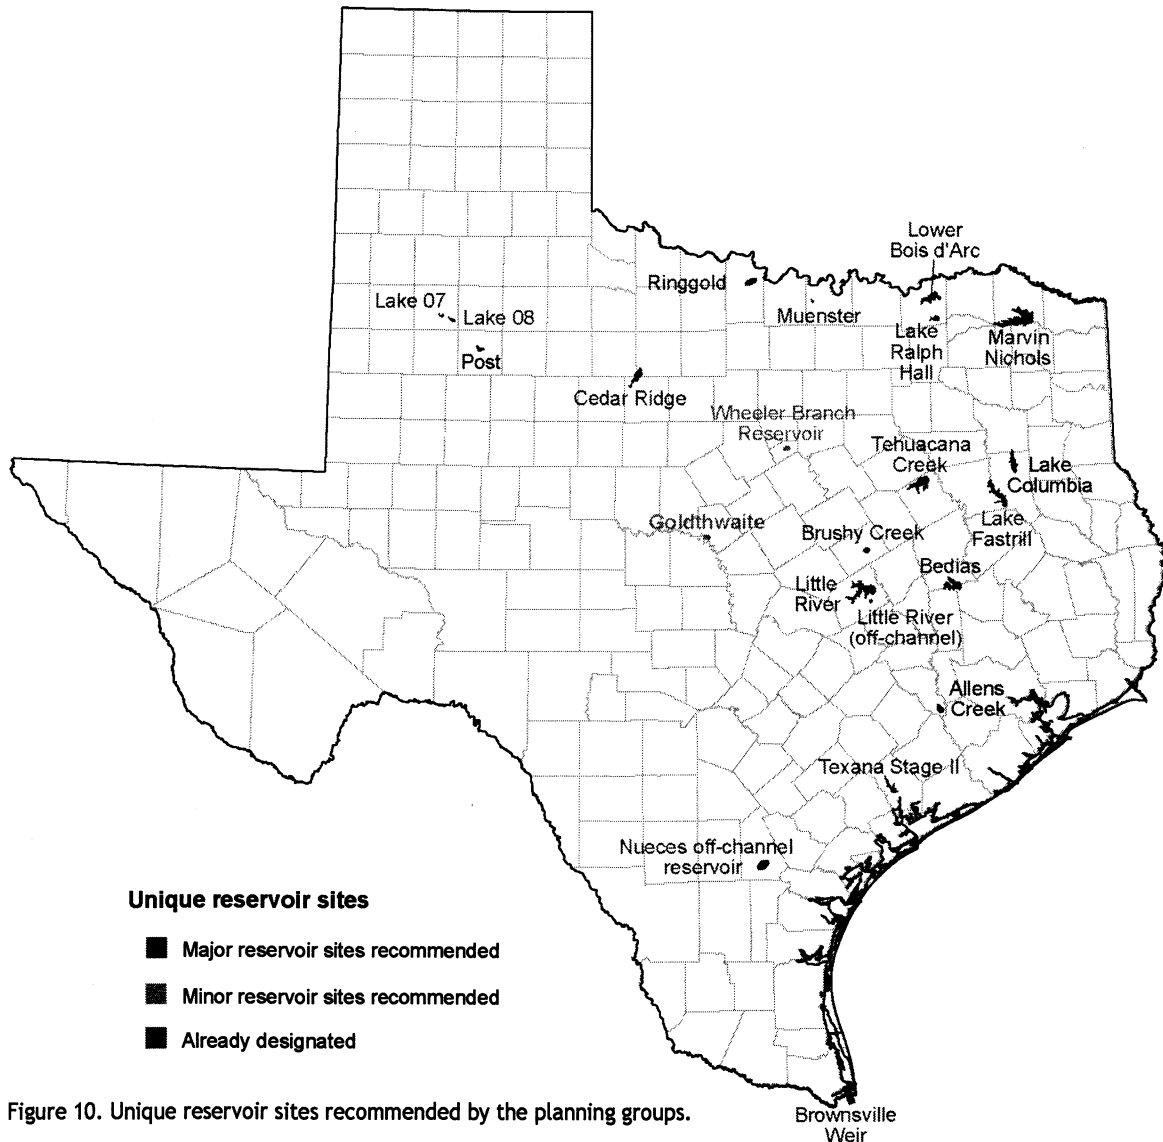 Lower
Bois d'Arc
Ringgold
Muenster
Lake 07
Lake 08
Post
Lake
Ralph
Hall
Marvin
Nichols
Cedar Ridge
Wheeler Branch
Reservoir
Tehuacana
Creek
Lake
Columbia
Goldthwaite
Brushy Creek
Lake
Fastrill
Bedias
Little
River
Little River
(off-channel)
Allens
Creek
Texana Stage II
Nueces off-channel
reservoir
Unique reservoir sites
Major reservoir sites recommended
Minor reservoir sites recommended
Already designated
Figure 10. Unique reservoir sites recommended by the planning groups.
Brownsville
Weir